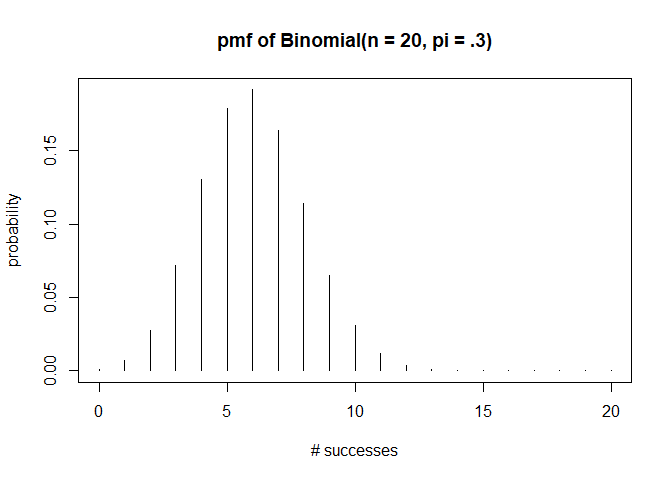 pmf of Binomial(n = 20, pi = .3)
probability
0.15
0.10
0.05
0.00
0 5 10 15 20
# successes